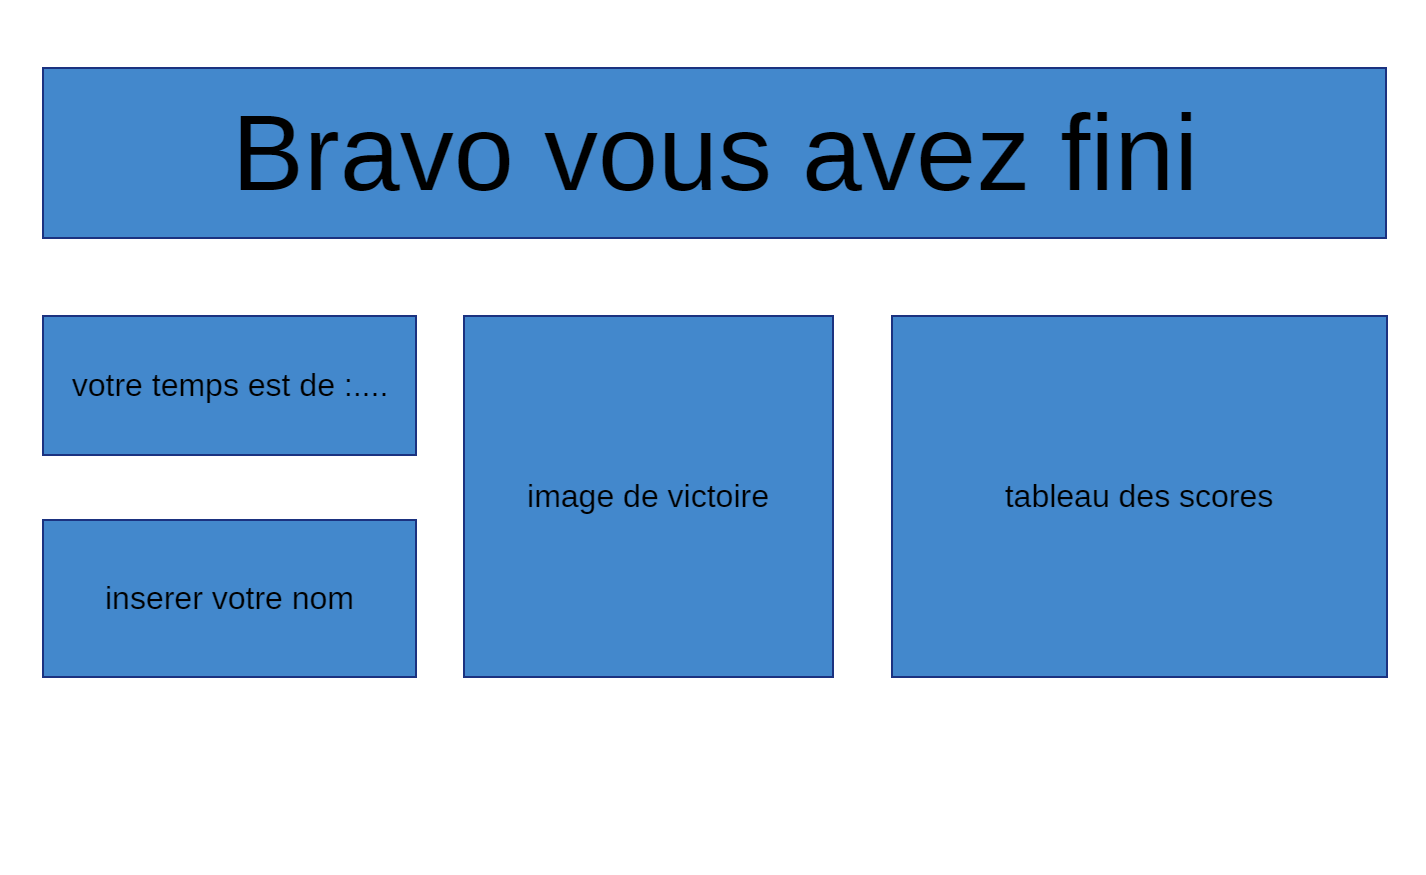 Bravo vous avez fini
votre temps est de :....
inserer votre nom
image de victoire
tableau des scores